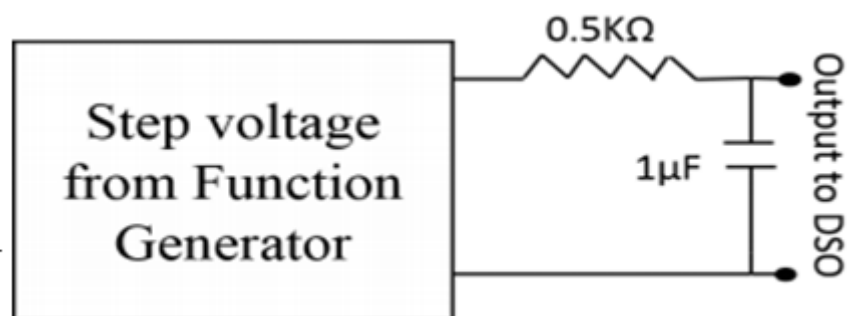 0.5KΩ
Step voltage
from Function
Generator
1μF
Output to DSO